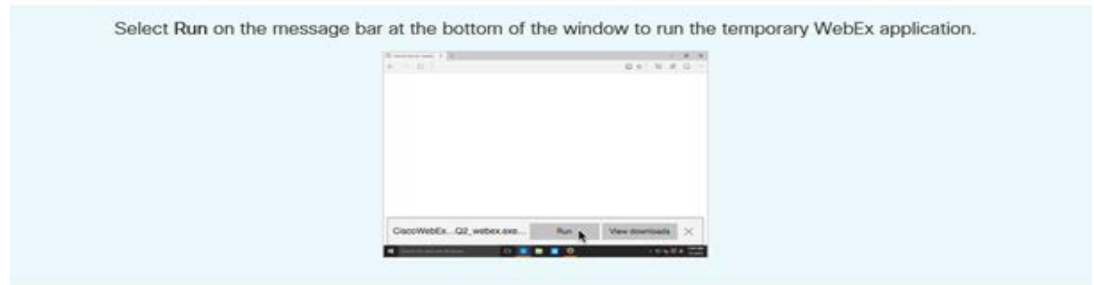 Select Run on the message bar at the bottom of the window to run the temporary WebEx application.
CiscoWebEx...Q2_webex.exe... Run View downloads